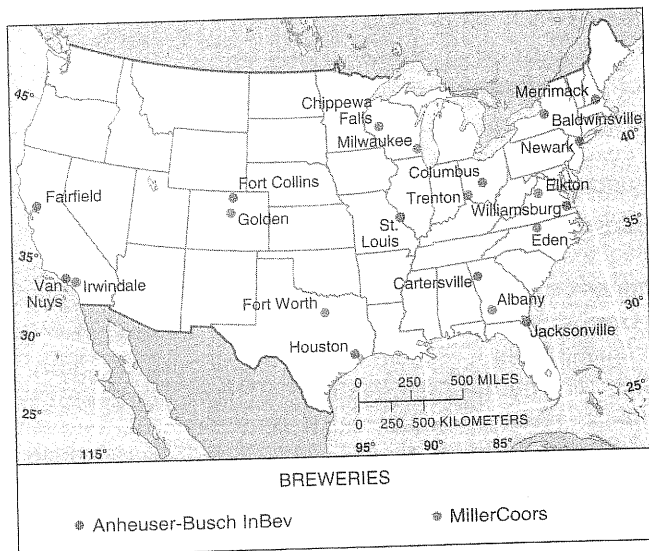 45°
Chippewa
Falls
Milwaukee
Merrimack
Baldwinsville
Newark
40°
Columbus
Trenton
Elkton
Williamsburg
Fort Collins
Golden
Fairfield
St.
Louis
Eden
35°
35°
Van
Nuys
Irwindale
Cartersville
Fort Worth
Albany
30°
Jacksonville
30°
Houston
0 250 500 MILES
0 250 500 KILOMETERS
25°
25°
115°
95°
90°
85°
BREWERIES
Anheuser-Busch InBev
MillerCoors